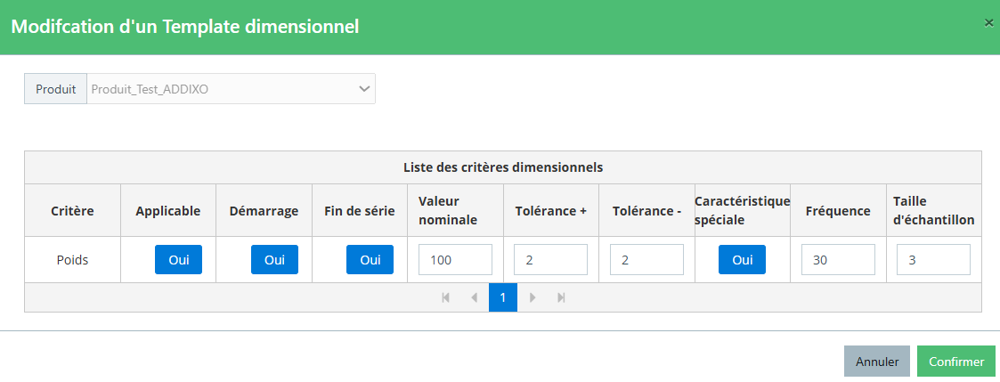 Modifcation d'un Template dimensionnel
×
Produit Produit_Test_ADDIXO
Liste des critères dimensionnels
Critère Applicable Démarrage Fin de série Valeur nominale Tolérance + Tolérance - Caractéristique spéciale Fréquence Taille d'échantillon
Poids Oui Oui Oui 100 2 2 Oui 30 3
1
Annuler Confirmer